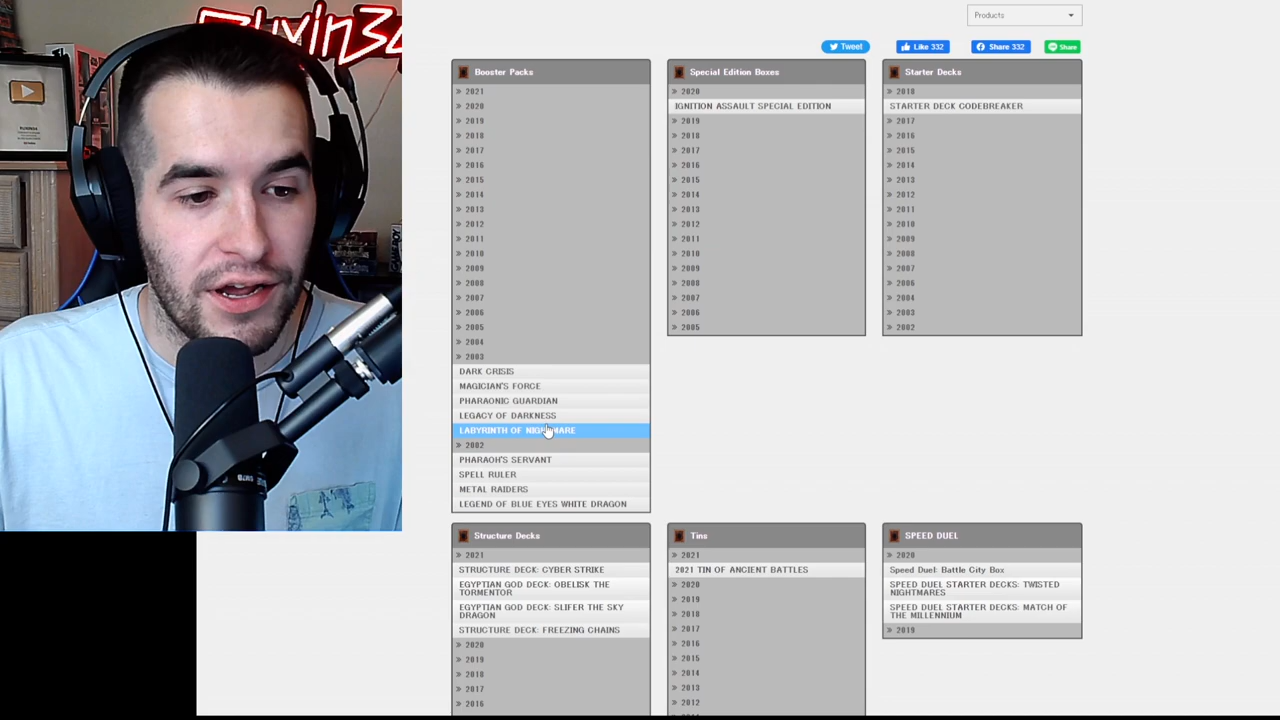 Products
Tweet
Like 332
Share 332
Share
Booster Packs
2021
2020
2019
2018
2017
2016
2015
2014
2013
2012
2011
2010
2009
2008
2007
2006
2005
2004
2003
DARK CRISIS
MAGICIAN'S FORCE
PHARAONIC GUARDIAN
LEGACY OF DARKNESS
LABYRINTH OF NIGHTMARE
2002
PHARAOH'S SERVANT
SPELL RULER
METAL RAIDERS
LEGEND OF BLUE EYES WHITE DRAGON
Special Edition Boxes
2020
IGNITION ASSAULT SPECIAL EDITION
2019
2018
2017
2016
2015
2014
2013
2012
2011
2010
2009
2008
2007
2006
2005
Starter Decks
2018
STARTER DECK CODEBREAKER
2017
2016
2015
2014
2013
2012
2011
2010
2009
2008
2006
2004
2003
2002
Structure Decks
2021
STRUCTURE DECK: CYBER STRIKE
EGYPTIAN GOD DECK: OBELISK THE
TORMENTOR
EGYPTIAN GOD DECK: SLIFER THE SKY
DRAGON
STRUCTURE DECK: FREEZING CHAINS
2020
2019
2018
2017
2016
Tins
2021
2021 TIN OF ANCIENT BATTLES
2020
2019
2018
2017
2016
2015
2014
2013
2012
SPEED DUEL
2020
Speed Duel: Battle City Box
SPEED DUEL STARTER DECKS: TWISTED
NIGHTMARES
SPEED DUEL STARTER DECKS: MATCH OF
THE MILLENNIUM
2019